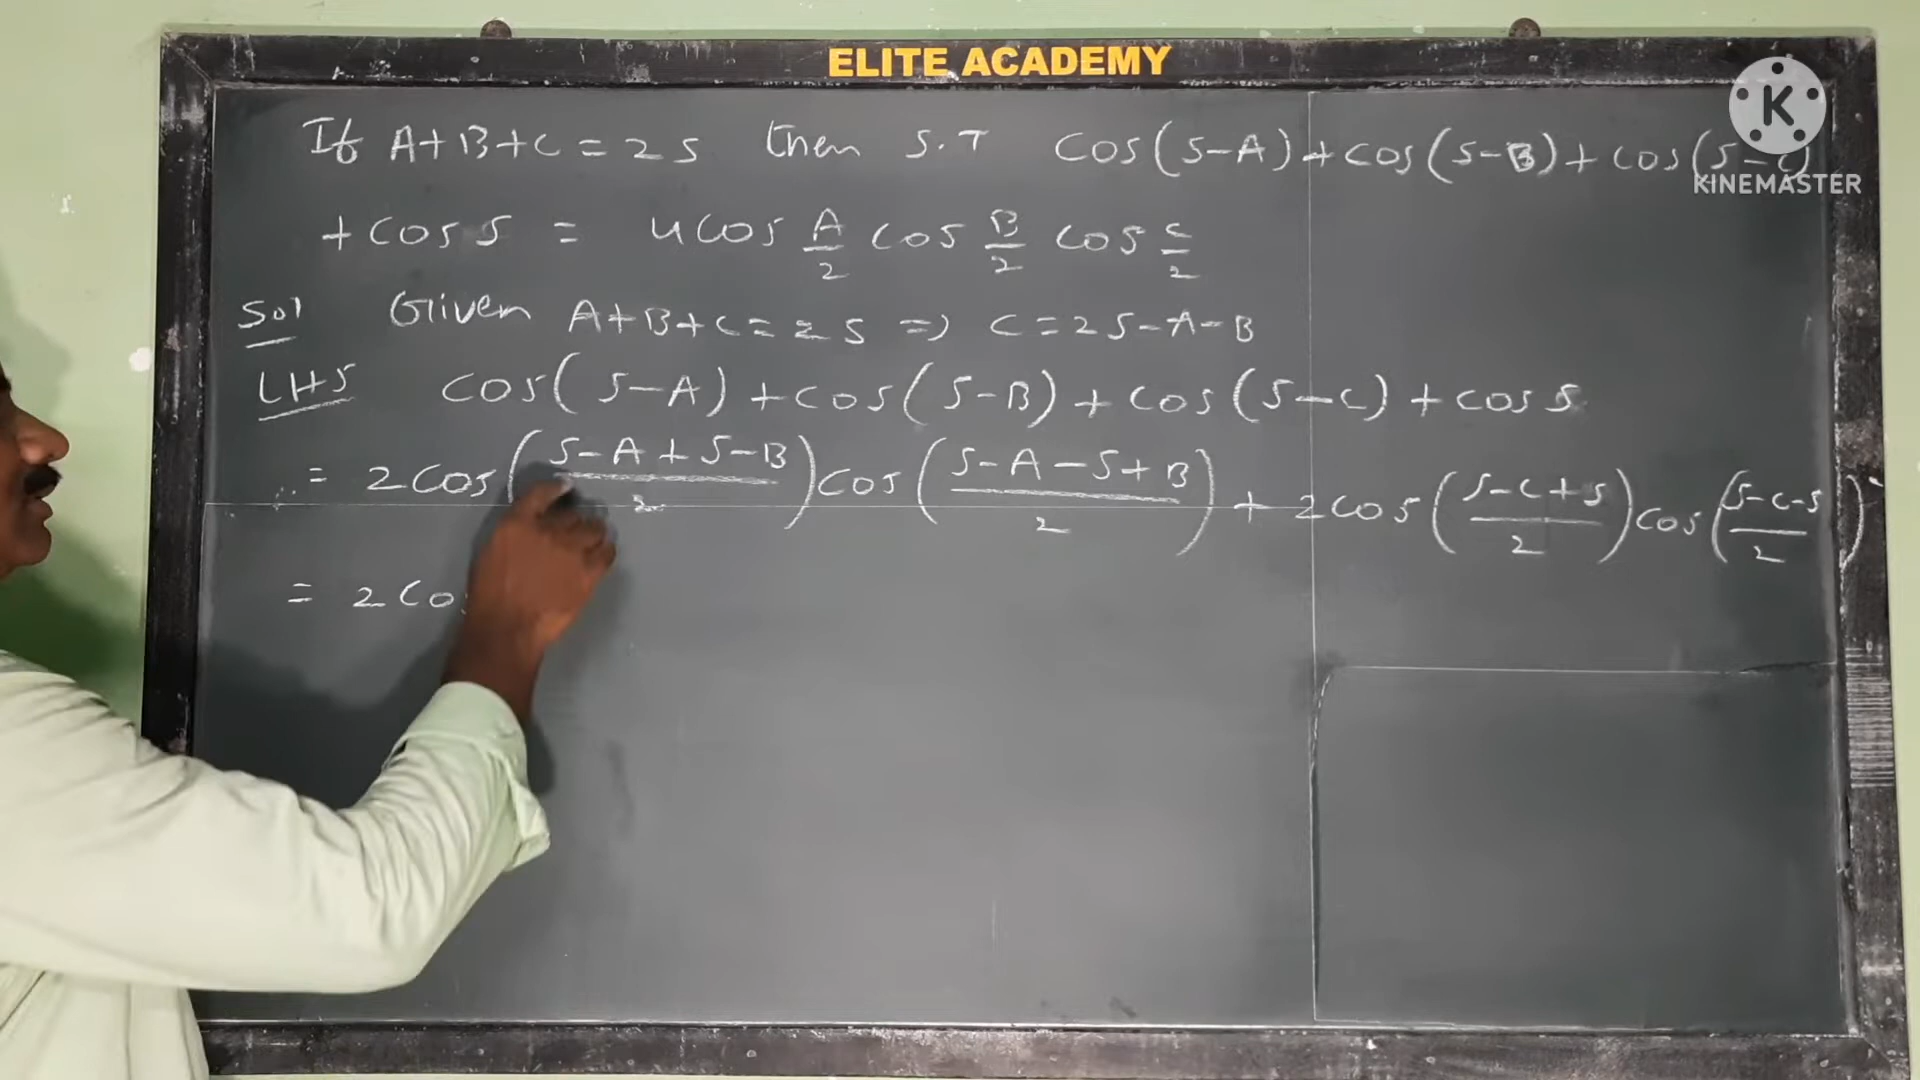 ELITE ACADEMY
K
KINEMASTER
If A+B+C = 2S then S.T Cos(S-A)+Cos(S-B)+Cos(S-C)
+Cos S = 4Cos A/2 Cos B/2 Cos C/2
Sol Given A+B+C=2S => C=2S-A-B
LHS Cos(S-A)+Cos(S-B)+Cos(S-C)+Cos S
= 2Cos((S-A+S-B)/2)Cos((S-A-S+B)/2) + 2Cos((S-C+S)/2)Cos((S-C-S)/2)
= 2Cos